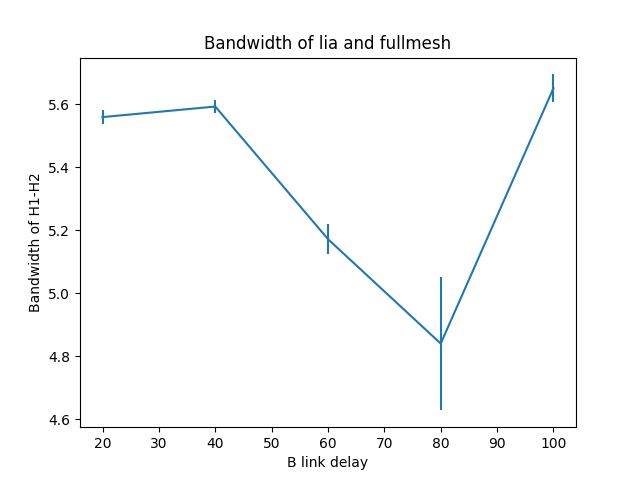 Bandwidth of lia and fullmesh
Bandwidth of H1-H2
5.6
5.4
5.2
5.0
4.8
4.6
20 30 40 50 60 70 80 90 100
B link delay